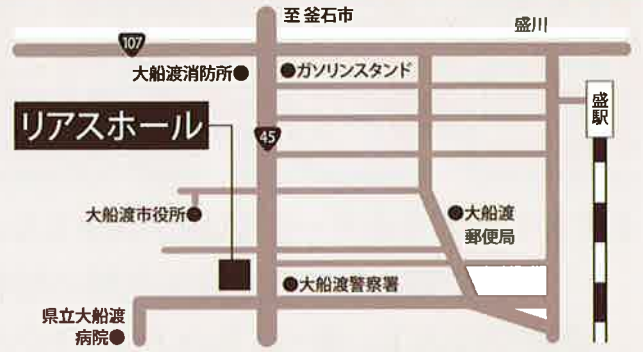 至 釜石市
盛川
107
大船渡消防所
ガソリンスタンド
盛駅
リアスホール
45
大船渡市役所
大船渡
郵便局
大船渡警察署
県立大船渡
病院